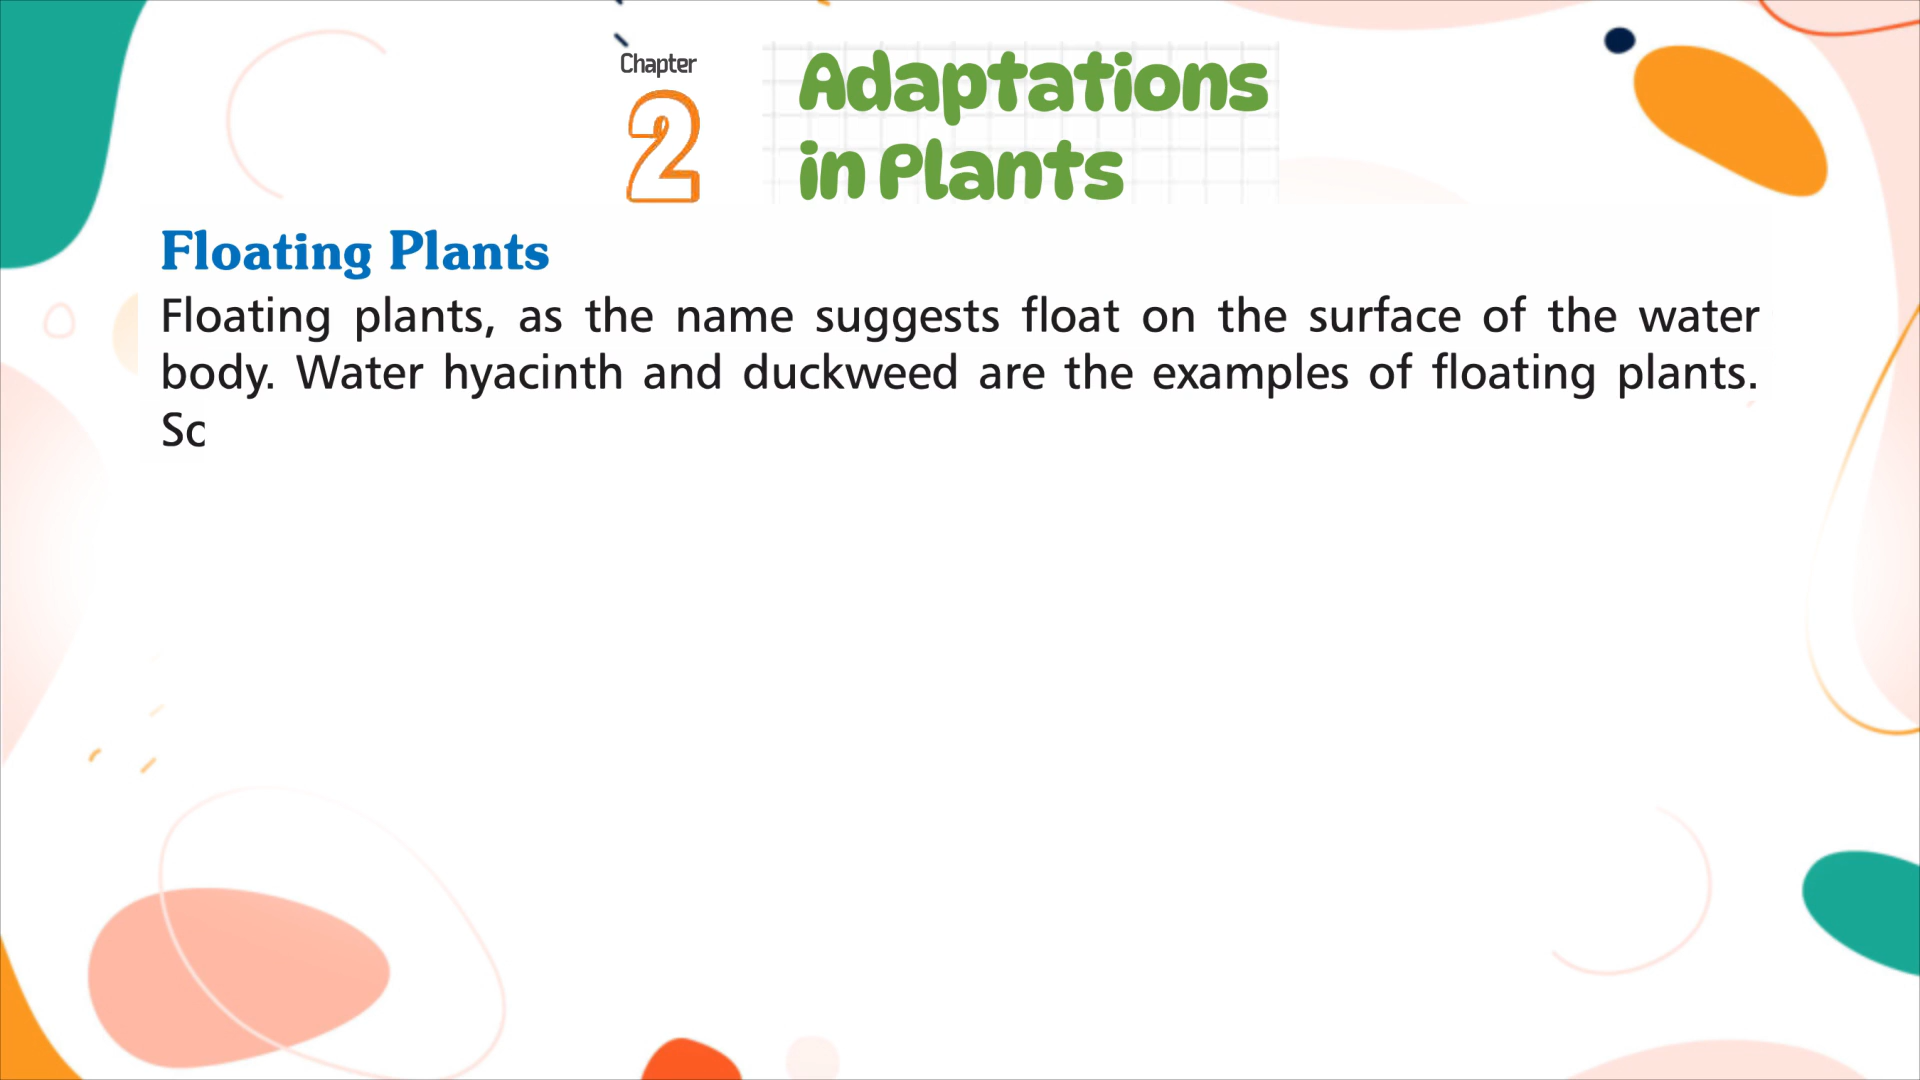 Chapter
2
Adaptations
in Plants
Floating Plants
Floating plants, as the name suggests float on the surface of the water
body. Water hyacinth and duckweed are the examples of floating plants.